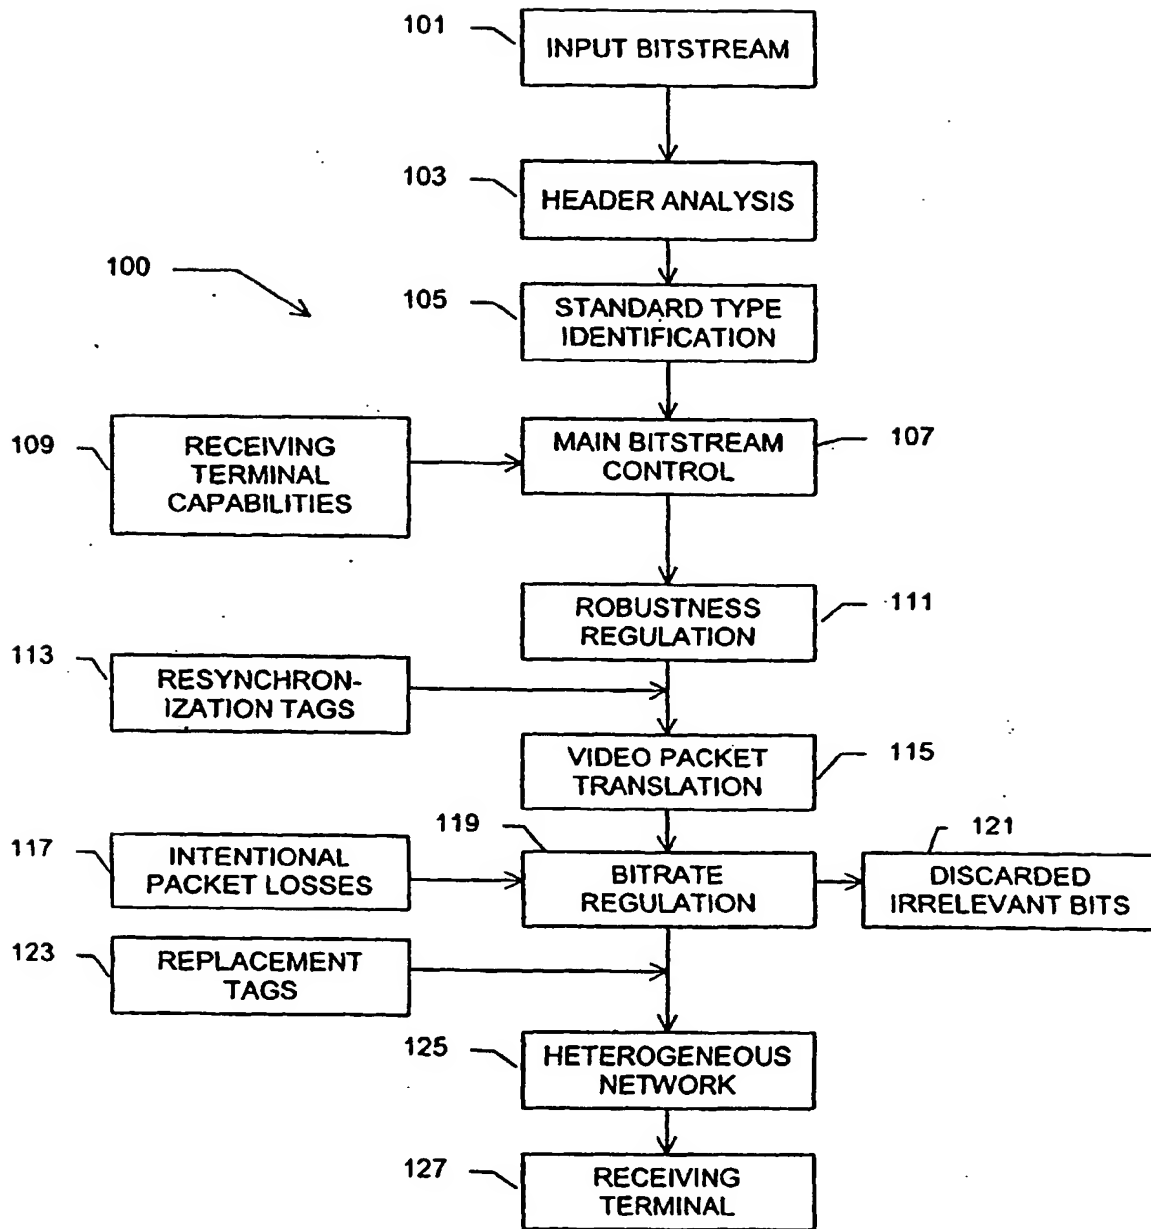 101
INPUT BITSTREAM
103
HEADER ANALYSIS
100
105
STANDARD TYPE
IDENTIFICATION
109
RECEIVING
TERMINAL
CAPABILITIES
MAIN BITSTREAM
CONTROL
107
ROBUSTNESS
REGULATION
111
113
RESYNCHRON-
IZATION TAGS
VIDEO PACKET
TRANSLATION
115
117
INTENTIONAL
PACKET LOSSES
119
BITRATE
REGULATION
121
DISCARDED
IRRELEVANT BITS
123
REPLACEMENT
TAGS
125
HETEROGENEOUS
NETWORK
127
RECEIVING
TERMINAL